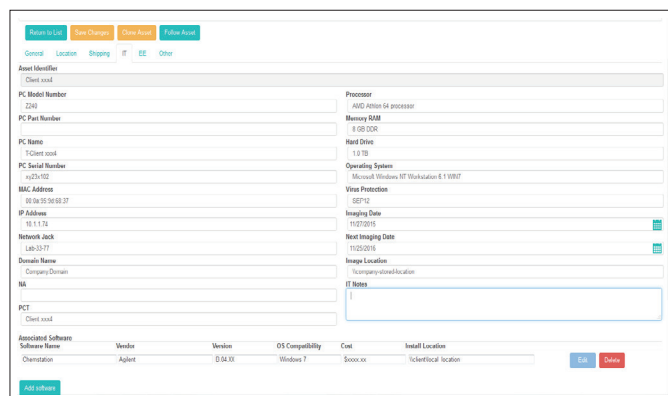 Return to List Save Changes Clone Asset Follow Asset
General Location Shipping IT EE Other
Asset Identifier
Client xxx4
PC Model Number Processor
Z240 AMD Athlon 64 processor
PC Part Number Memory RAM
8 GB DDR
PC Name Hard Drive
T-Client xxx4 1.0 TB
PC Serial Number Operating System
xy23x102 Microsoft Windows NT Workstation 6.1 WIN7
MAC Address Virus Protection
00:0a:95:9d:68:37 SEP12
IP Address Imaging Date
10.1.1.74 11/27/2015
Network Jack Next Imaging Date
Lab-33-77 11/25/2016
Domain Name Image Location
Company.Domain \\company-stored-location
NA IT Notes
PCT
Client xxx4
Associated Software
Software Name Vendor Version OS Compatibility Cost Install Location
Chemstation Agilent D.04.XX Windows 7 $xxxx.xx \\client\local location Edit Delete
Add software